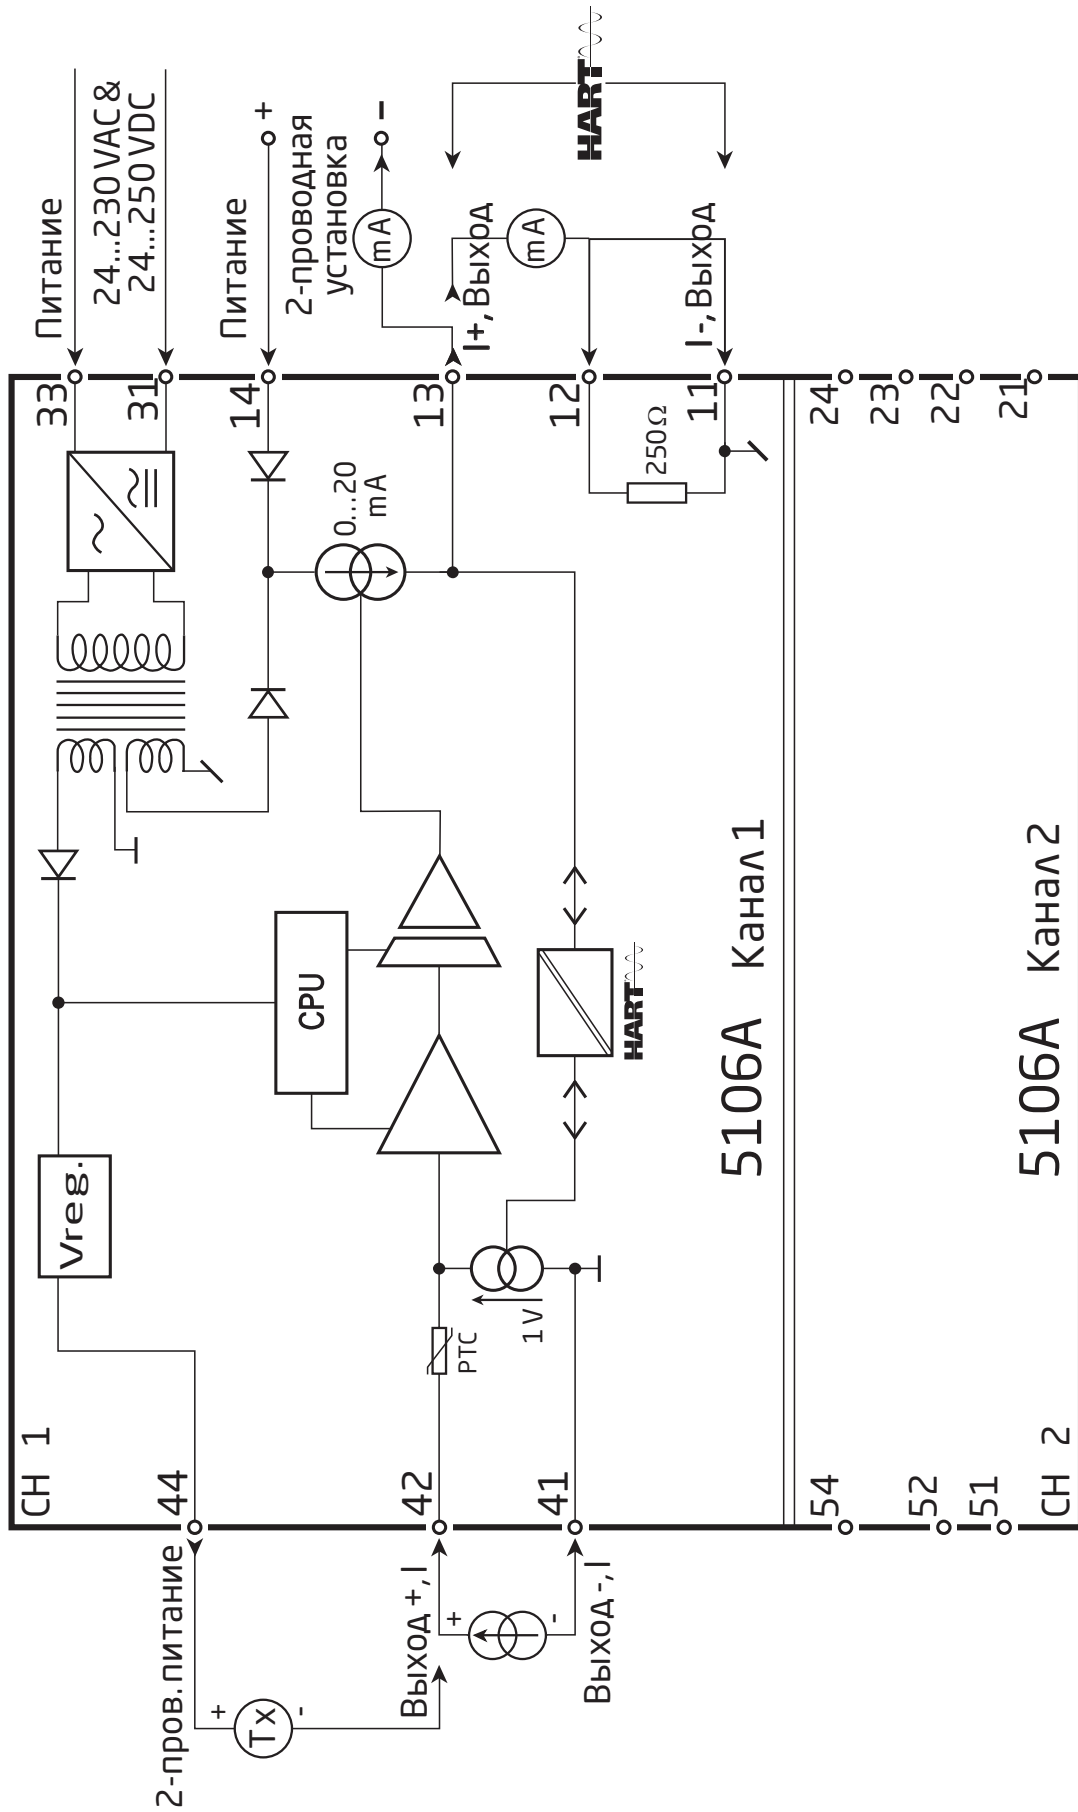 Питание
24...230 VAC &
24...250 VDC
Питание
+
2-проводная
установка
-
mA
I+, Выход
mA
I-, Выход
HART
33
31
14
13
12
11
24
23
22
21
0...20
mA
250 Ω
CPU
HART
Vreg.
1 V
PTC
5106A Канал 1
5106A Канал 2
CH 1
44
42
41
54
52
51
CH 2
2-пров. питание
+
Tx
-
Выход +, I
+
-
Выход -, I